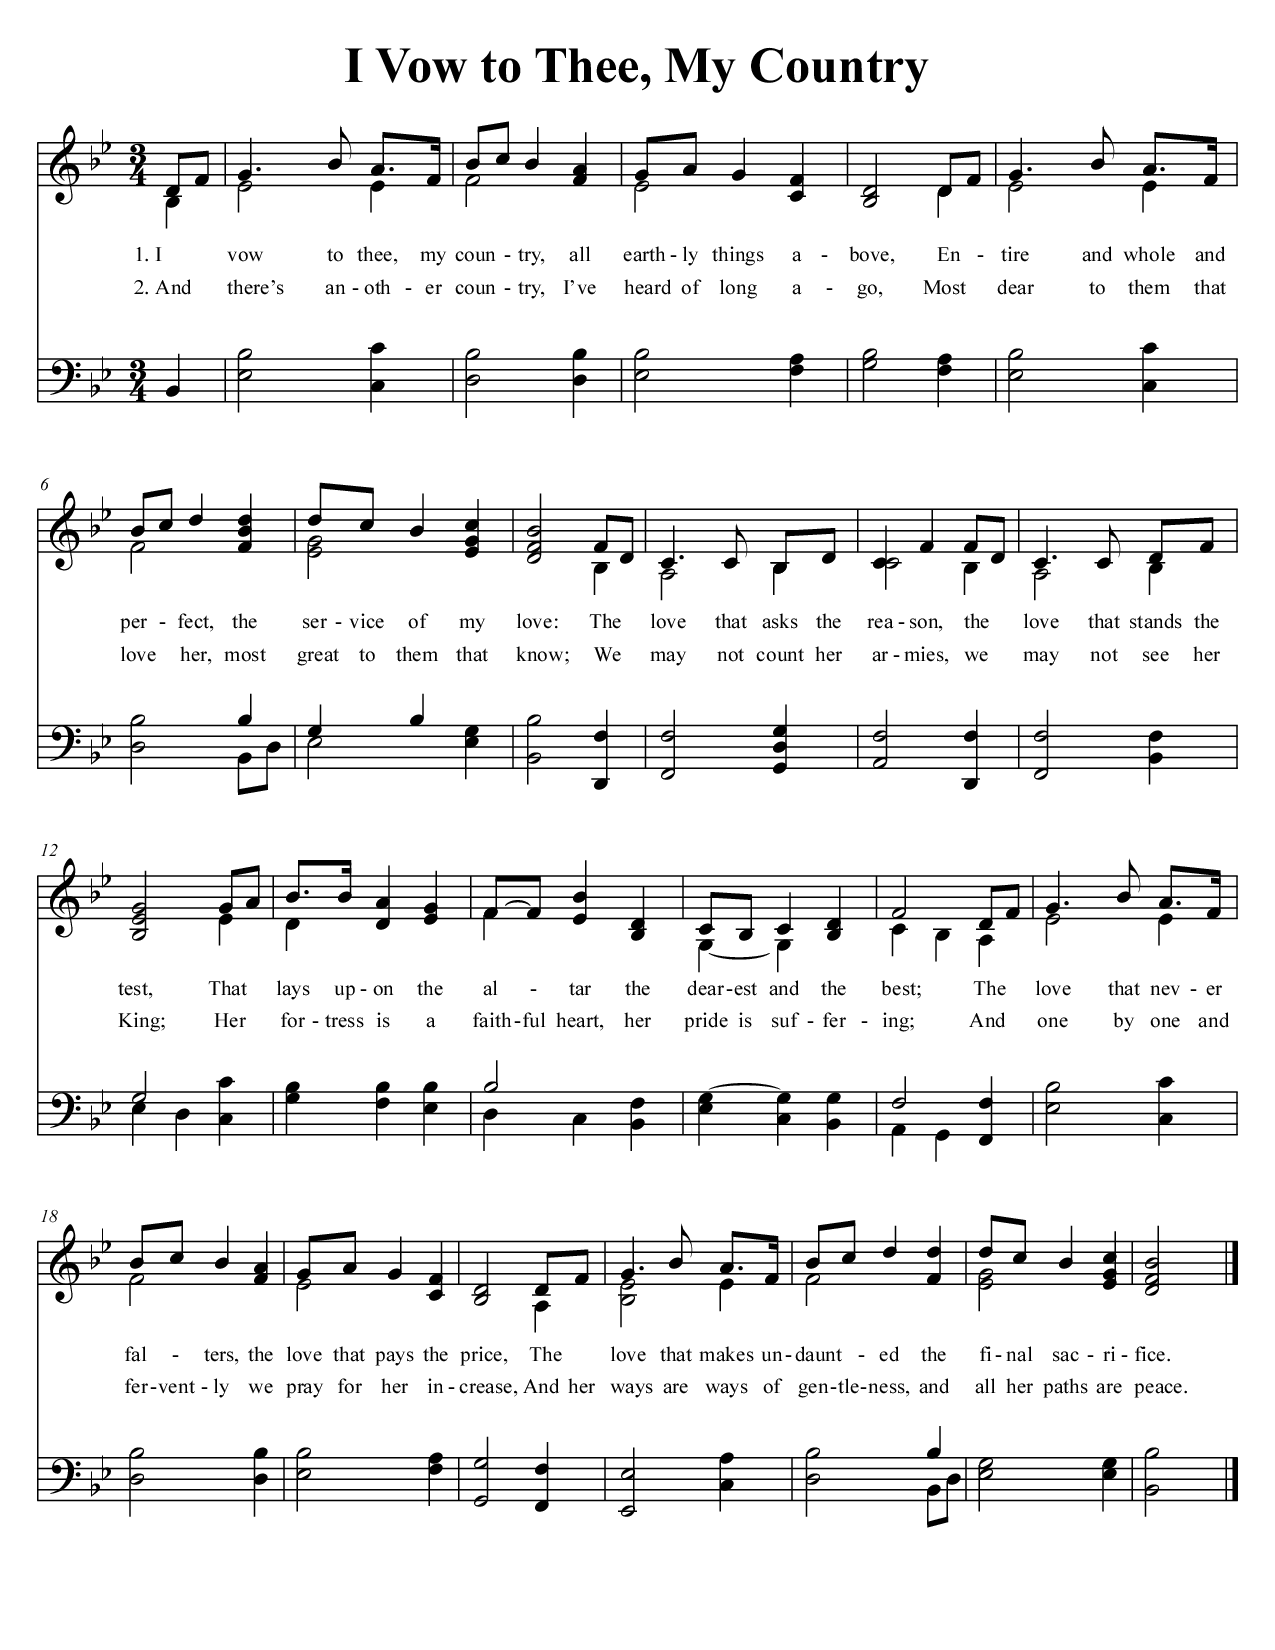 I Vow to Thee, My Country
3 4
1. I vow to thee, my coun - try, all earth - ly things a - bove, En - tire and whole and
2. And there’s an - oth - er coun - try, I’ve heard of long a - go, Most dear to them that
3 4
6
per - fect, the ser - vice of my love: The love that asks the rea - son, the love that stands the
love her, most great to them that know; We may not count her ar - mies, we may not see her
12
test, That lays up - on the al - tar the dear - est and the best; The love that nev - er
King; Her for - tress is a faith - ful heart, her pride is suf - fer - ing; And one by one and
18
fal - ters, the love that pays the price, The love that makes un - daunt - ed the fi - nal sac - ri - fice.
fer - vent - ly we pray for her in - crease, And her ways are ways of gen - tle - ness, and all her paths are peace.